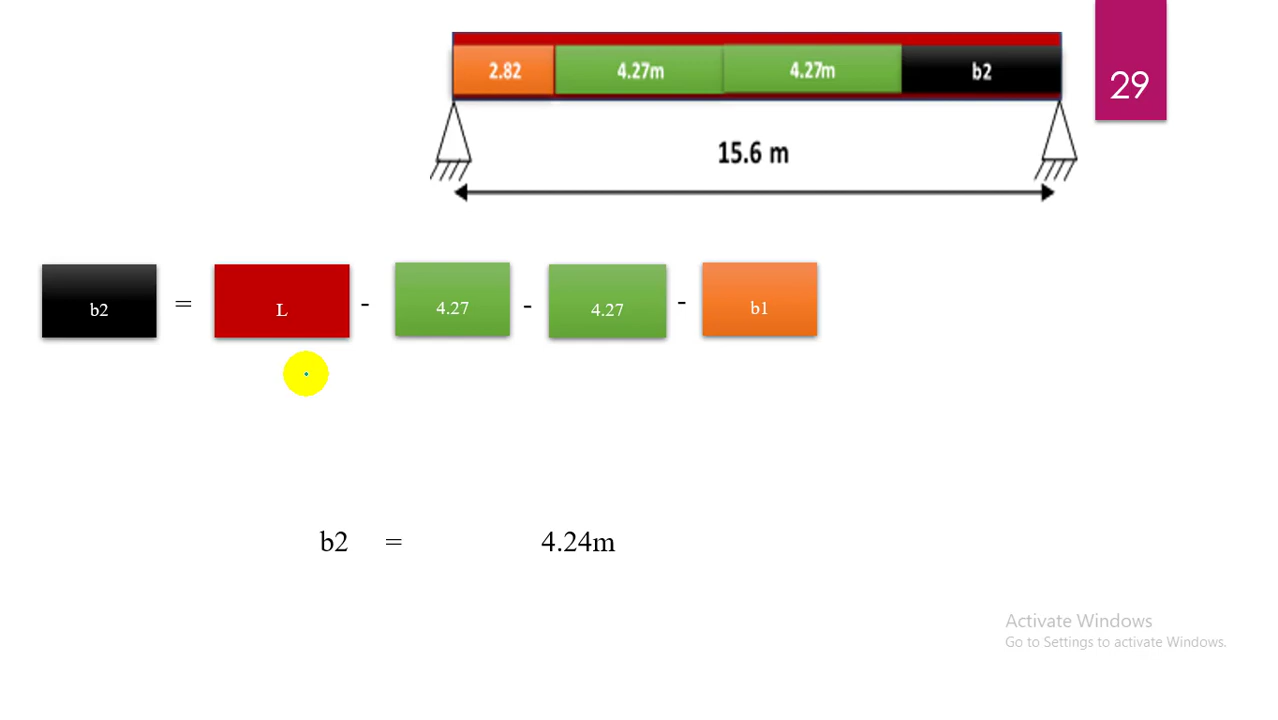 2.82 4.27m 4.27m b2
29
15.6 m
b2 = L - 4.27 - 4.27 - b1
b2 = 4.24m
Activate Windows
Go to Settings to activate Windows.